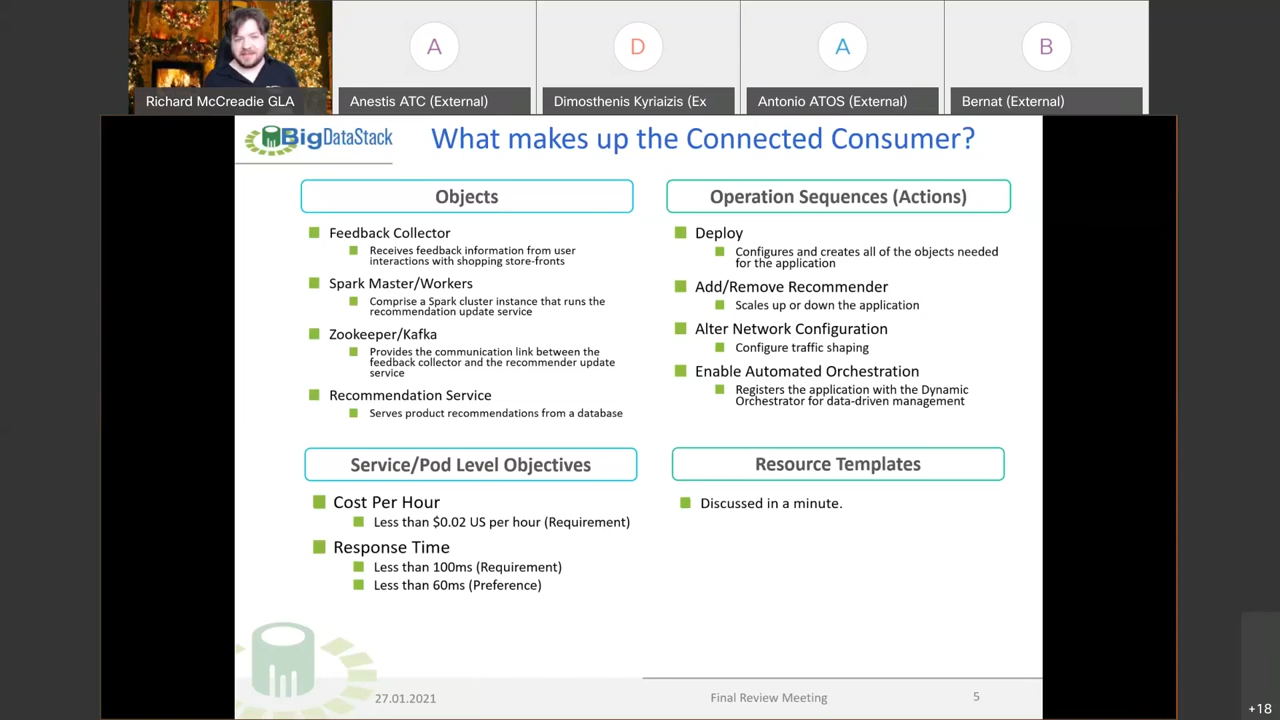 A
D
A
B
Richard McCreadie GLA
Anestis ATC (External)
Dimosthenis Kyriaizis (Ex
Antonio ATOS (External)
Bernat (External)
BigDataStack
What makes up the Connected Consumer?
Objects
Feedback Collector
Receives feedback information from user
interactions with shopping store-fronts
Spark Master/Workers
Comprise a Spark cluster instance that runs the
recommendation update service
Zookeeper/Kafka
Provides the communication link between the
feedback collector and the recommender update
service
Recommendation Service
Serves product recommendations from a database
Operation Sequences (Actions)
Deploy
Configures and creates all of the objects needed
for the application
Add/Remove Recommender
Scales up or down the application
Alter Network Configuration
Configure traffic shaping
Enable Automated Orchestration
Registers the application with the Dynamic
Orchestrator for data-driven management
Service/Pod Level Objectives
Cost Per Hour
Less than $0.02 US per hour (Requirement)
Response Time
Less than 100ms (Requirement)
Less than 60ms (Preference)
Resource Templates
Discussed in a minute.
27.01.2021
Final Review Meeting
5
+18